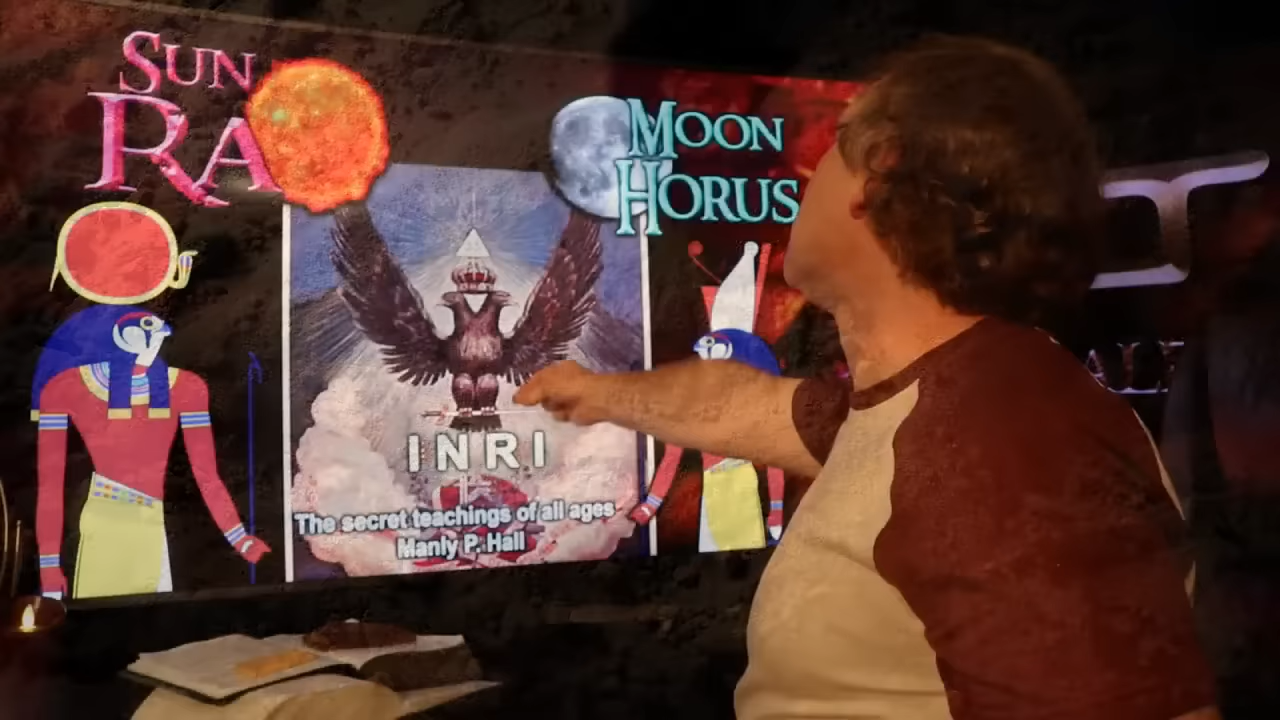 SUN
RA
MOON
HORUS
INRI
The secret teachings of all ages
Manly P. Hall